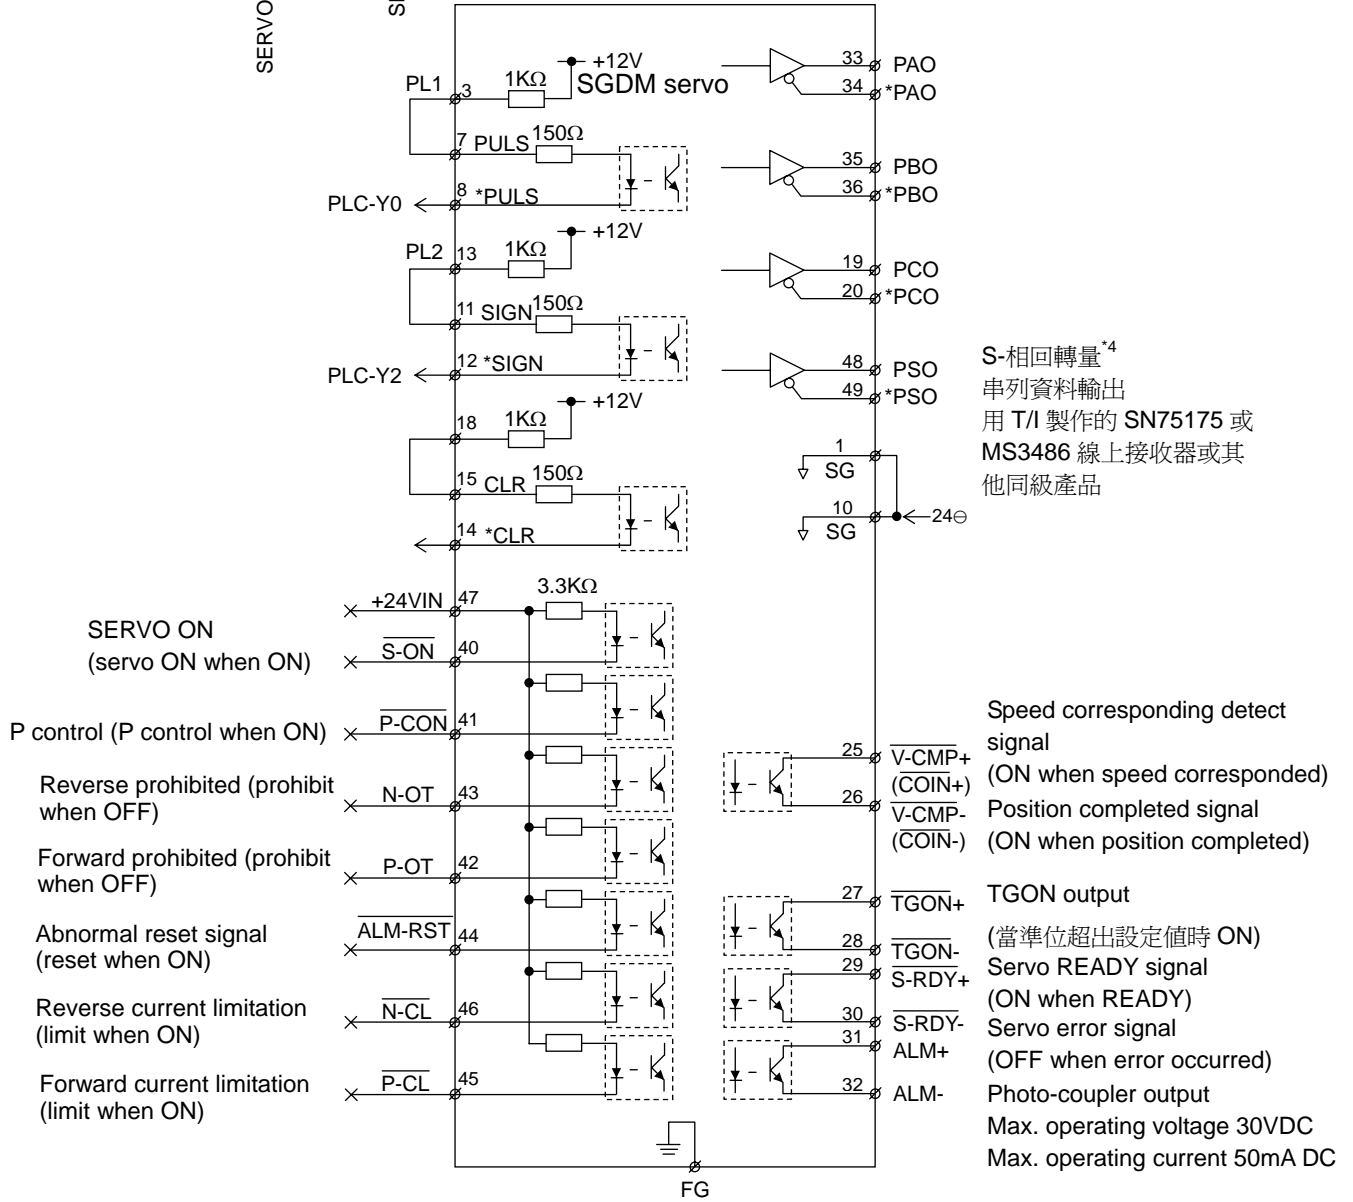 SERVO
+12V
SGDM servo
PL1
3
1KΩ
7
PULS
150Ω
8
*PULS
PLC-Y0
+12V
PL2
13
1KΩ
11
SIGN
150Ω
12
*SIGN
PLC-Y2
+12V
18
1KΩ
15
CLR
150Ω
14
*CLR
33
PAO
34
*PAO
35
PBO
36
*PBO
19
PCO
20
*PCO
48
PSO
49
*PSO
1
SG
10
SG
24⊖
S-相回轉量*4
串列資料輸出
用 T/I 製作的 SN75175 或
MS3486 線上接收器或其
他同級產品
3.3KΩ
+24VIN
47
SERVO ON
(servo ON when ON)
S-ON
40
P control (P control when ON)
P-CON
41
Reverse prohibited (prohibit
when OFF)
N-OT
43
Forward prohibited (prohibit
when OFF)
P-OT
42
Abnormal reset signal
(reset when ON)
ALM-RST
44
Reverse current limitation
(limit when ON)
N-CL
46
Forward current limitation
(limit when ON)
P-CL
45
25
V-CMP+
(COIN+)
26
V-CMP-
(COIN-)
Speed corresponding detect
signal
(ON when speed corresponded)
Position completed signal
(ON when position completed)
27
TGON+
28
TGON-
TGON output
(當準位超出設定值時 ON)
29
S-RDY+
30
S-RDY-
Servo READY signal
(ON when READY)
31
ALM+
32
ALM-
Servo error signal
(OFF when error occurred)
Photo-coupler output
Max. operating voltage 30VDC
Max. operating current 50mA DC
FG